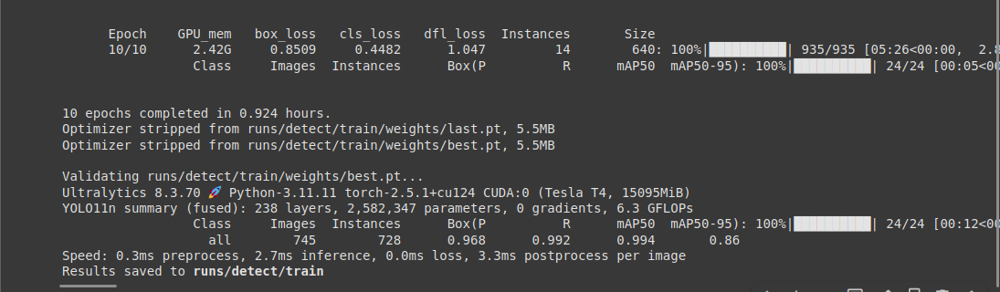 Epoch GPU_mem box_loss cls_loss dfl_loss Instances Size
10/10 2.42G 0.8509 0.4482 1.047 14 640: 100%|██████████| 935/935 [05:26<00:00,
Class Images Instances Box(P R mAP50 mAP50-95): 100%|██████████| 24/24 [00:05<
10 epochs completed in 0.924 hours.
Optimizer stripped from runs/detect/train/weights/last.pt, 5.5MB
Optimizer stripped from runs/detect/train/weights/best.pt, 5.5MB
Validating runs/detect/train/weights/best.pt...
Ultralytics 8.3.70 🚀 Python-3.11.11 torch-2.5.1+cu124 CUDA:0 (Tesla T4, 15095MiB)
YOLO11n summary (fused): 238 layers, 2,582,347 parameters, 0 gradients, 6.3 GFLOPs
Class Images Instances Box(P R mAP50 mAP50-95): 100%|██████████| 24/24 [00:12<
all 745 728 0.968 0.992 0.994 0.86
Speed: 0.3ms preprocess, 2.7ms inference, 0.0ms loss, 3.3ms postprocess per image
Results saved to runs/detect/train